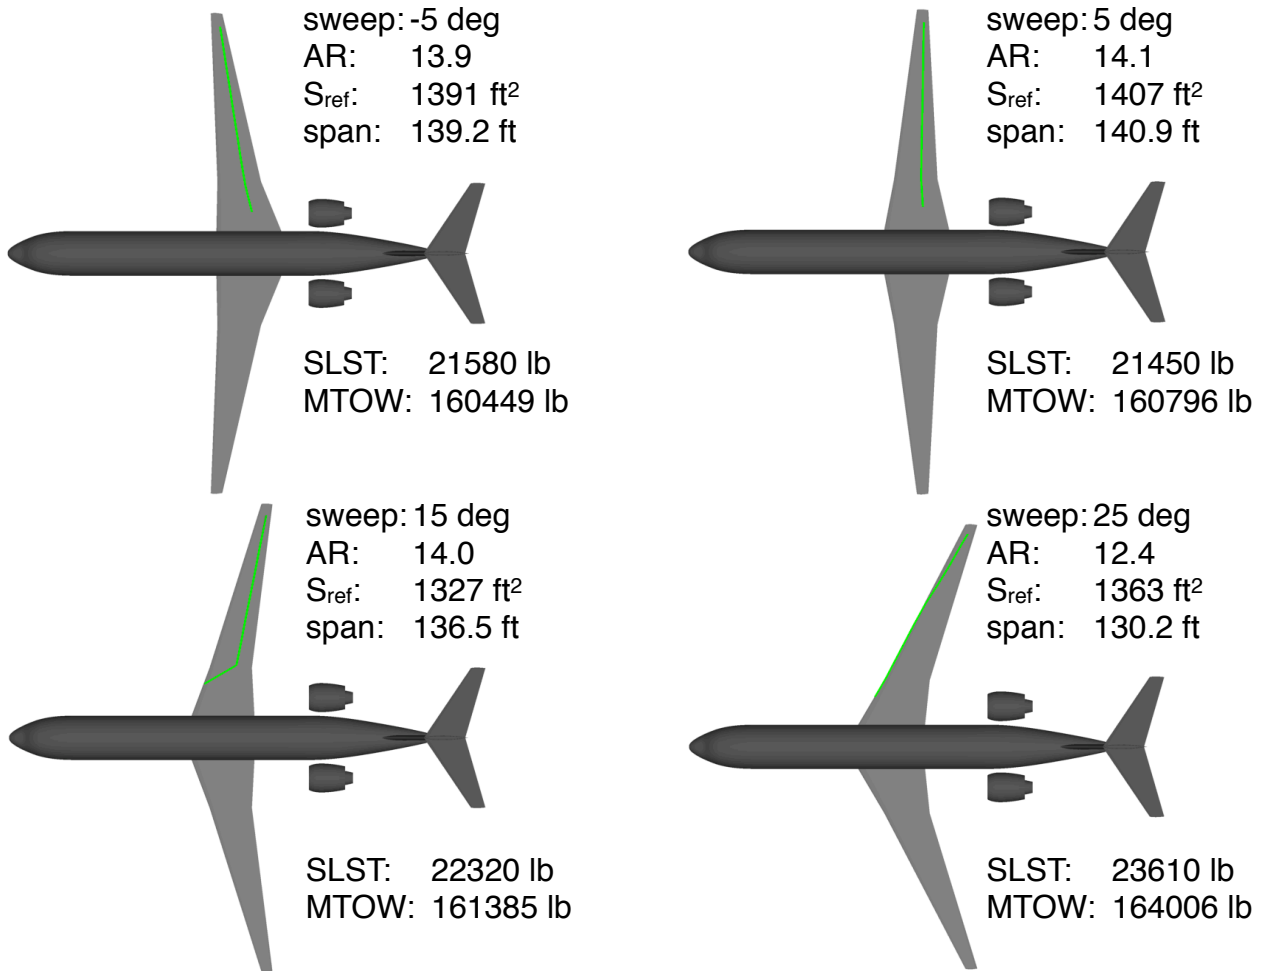 sweep: -5 deg
AR: 13.9
Sref: 1391 ft²
span: 139.2 ft
SLST: 21580 lb
MTOW: 160449 lb
sweep: 5 deg
AR: 14.1
Sref: 1407 ft²
span: 140.9 ft
SLST: 21450 lb
MTOW: 160796 lb
sweep: 15 deg
AR: 14.0
Sref: 1327 ft²
span: 136.5 ft
SLST: 22320 lb
MTOW: 161385 lb
sweep: 25 deg
AR: 12.4
Sref: 1363 ft²
span: 130.2 ft
SLST: 23610 lb
MTOW: 164006 lb